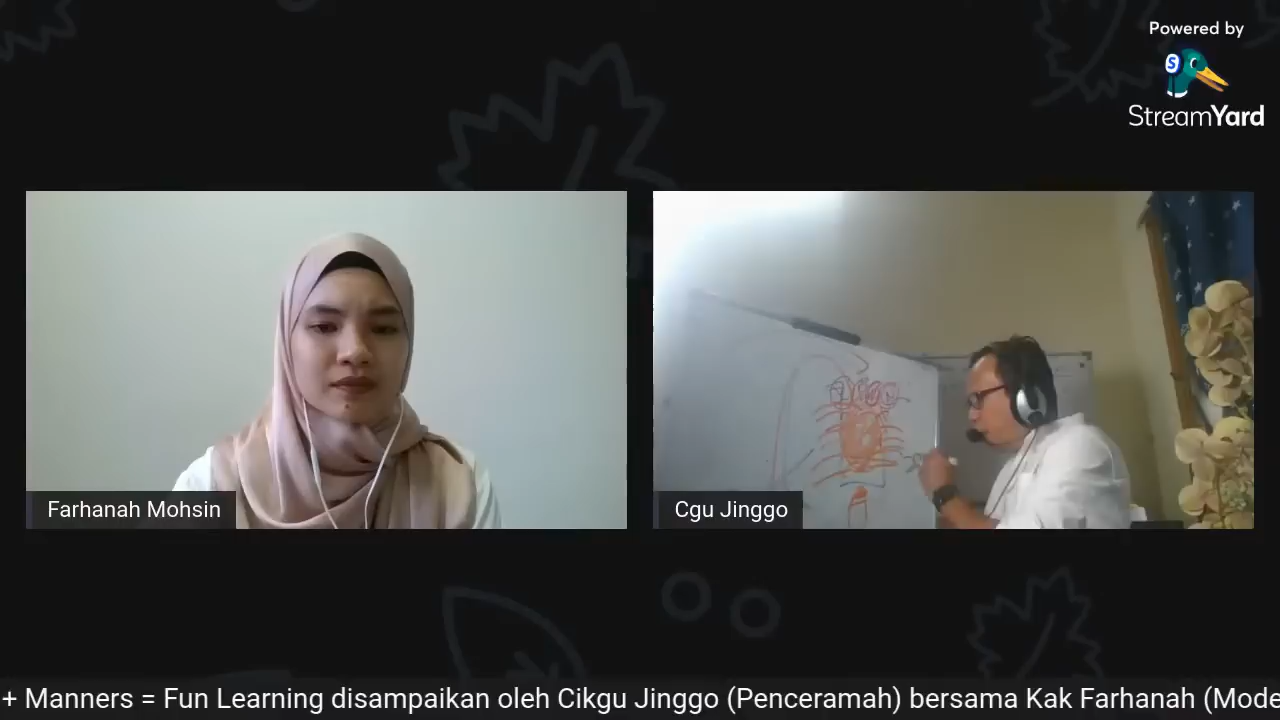 Powered by
S
StreamYard
Farhanah Mohsin
Cgu Jinggo
+ Manners = Fun Learning disampaikan oleh Cikgu Jinggo (Penceramah) bersama Kak Farhanah (Mode